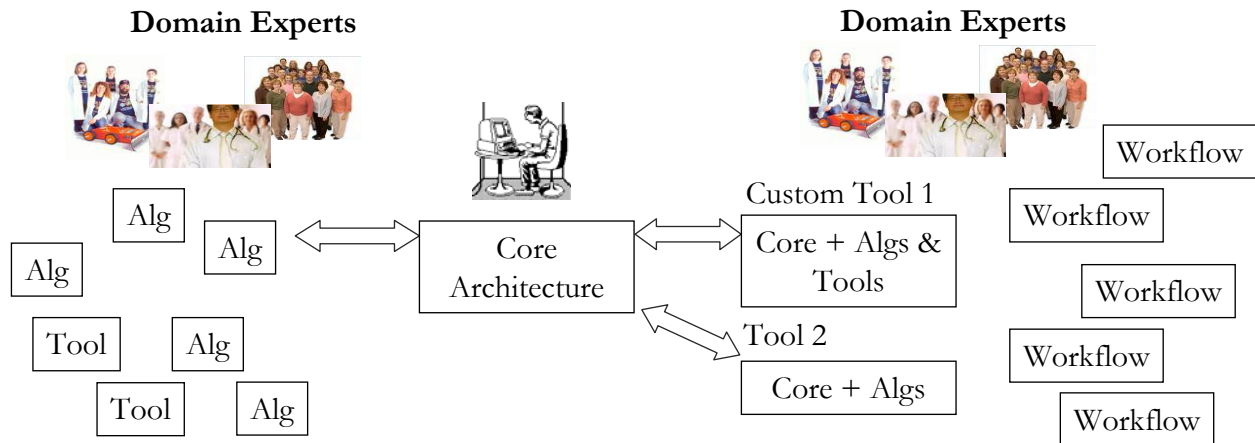 Domain Experts
Domain Experts
Workflow
Alg
Alg
Alg
Tool
Alg
Tool
Alg
Core
Architecture
Custom Tool 1
Core + Algs &
Tools
Tool 2
Core + Algs
Workflow
Workflow
Workflow
Workflow